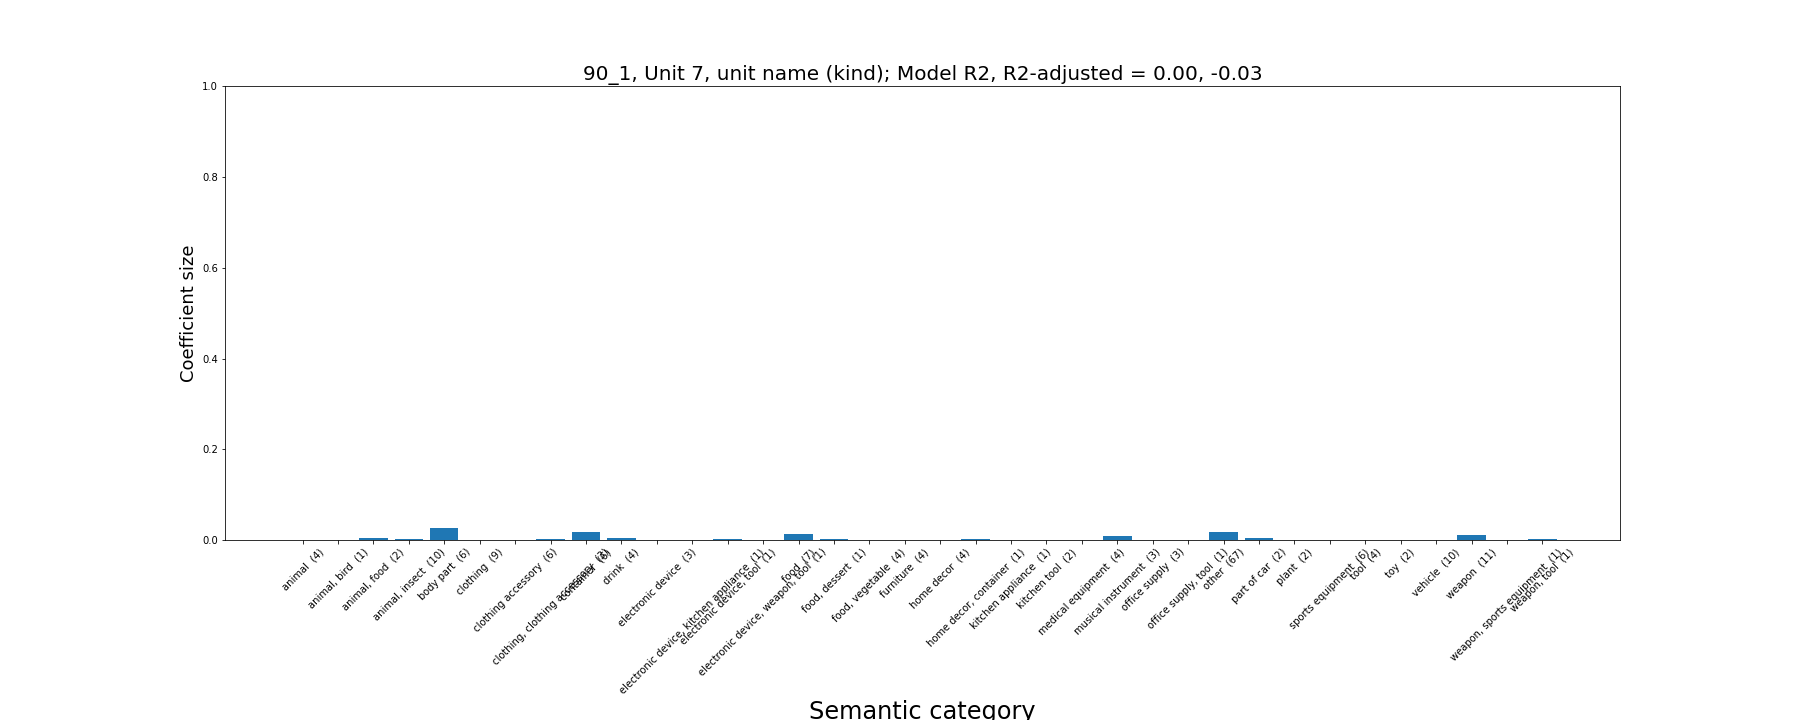 90_1, Unit 7, unit name (kind); Model R2, R2-adjusted = 0.00, -0.03
Coefficient size
1.0
0.8
0.6
0.4
0.2
0.0
animal (4)
animal, bird (1)
animal, food (2)
animal, insect (10)
body part (6)
clothing (9)
clothing accessory (6)
clothing, clothing accessory (3)
container (6)
drink (4)
electronic device (3)
electronic device, kitchen appliance (1)
electronic device, tool (1)
electronic device, weapon, tool (1)
food (7)
food, dessert (1)
food, vegetable (4)
furniture (4)
home decor (4)
home decor, container (1)
kitchen appliance (1)
kitchen tool (2)
medical equipment (4)
musical instrument (3)
office supply (3)
office supply, tool (1)
other (67)
part of car (2)
plant (2)
sports equipment (6)
tool (4)
toy (2)
vehicle (10)
weapon (11)
weapon, sports equipment (1)
weapon, tool (1)
Semantic category